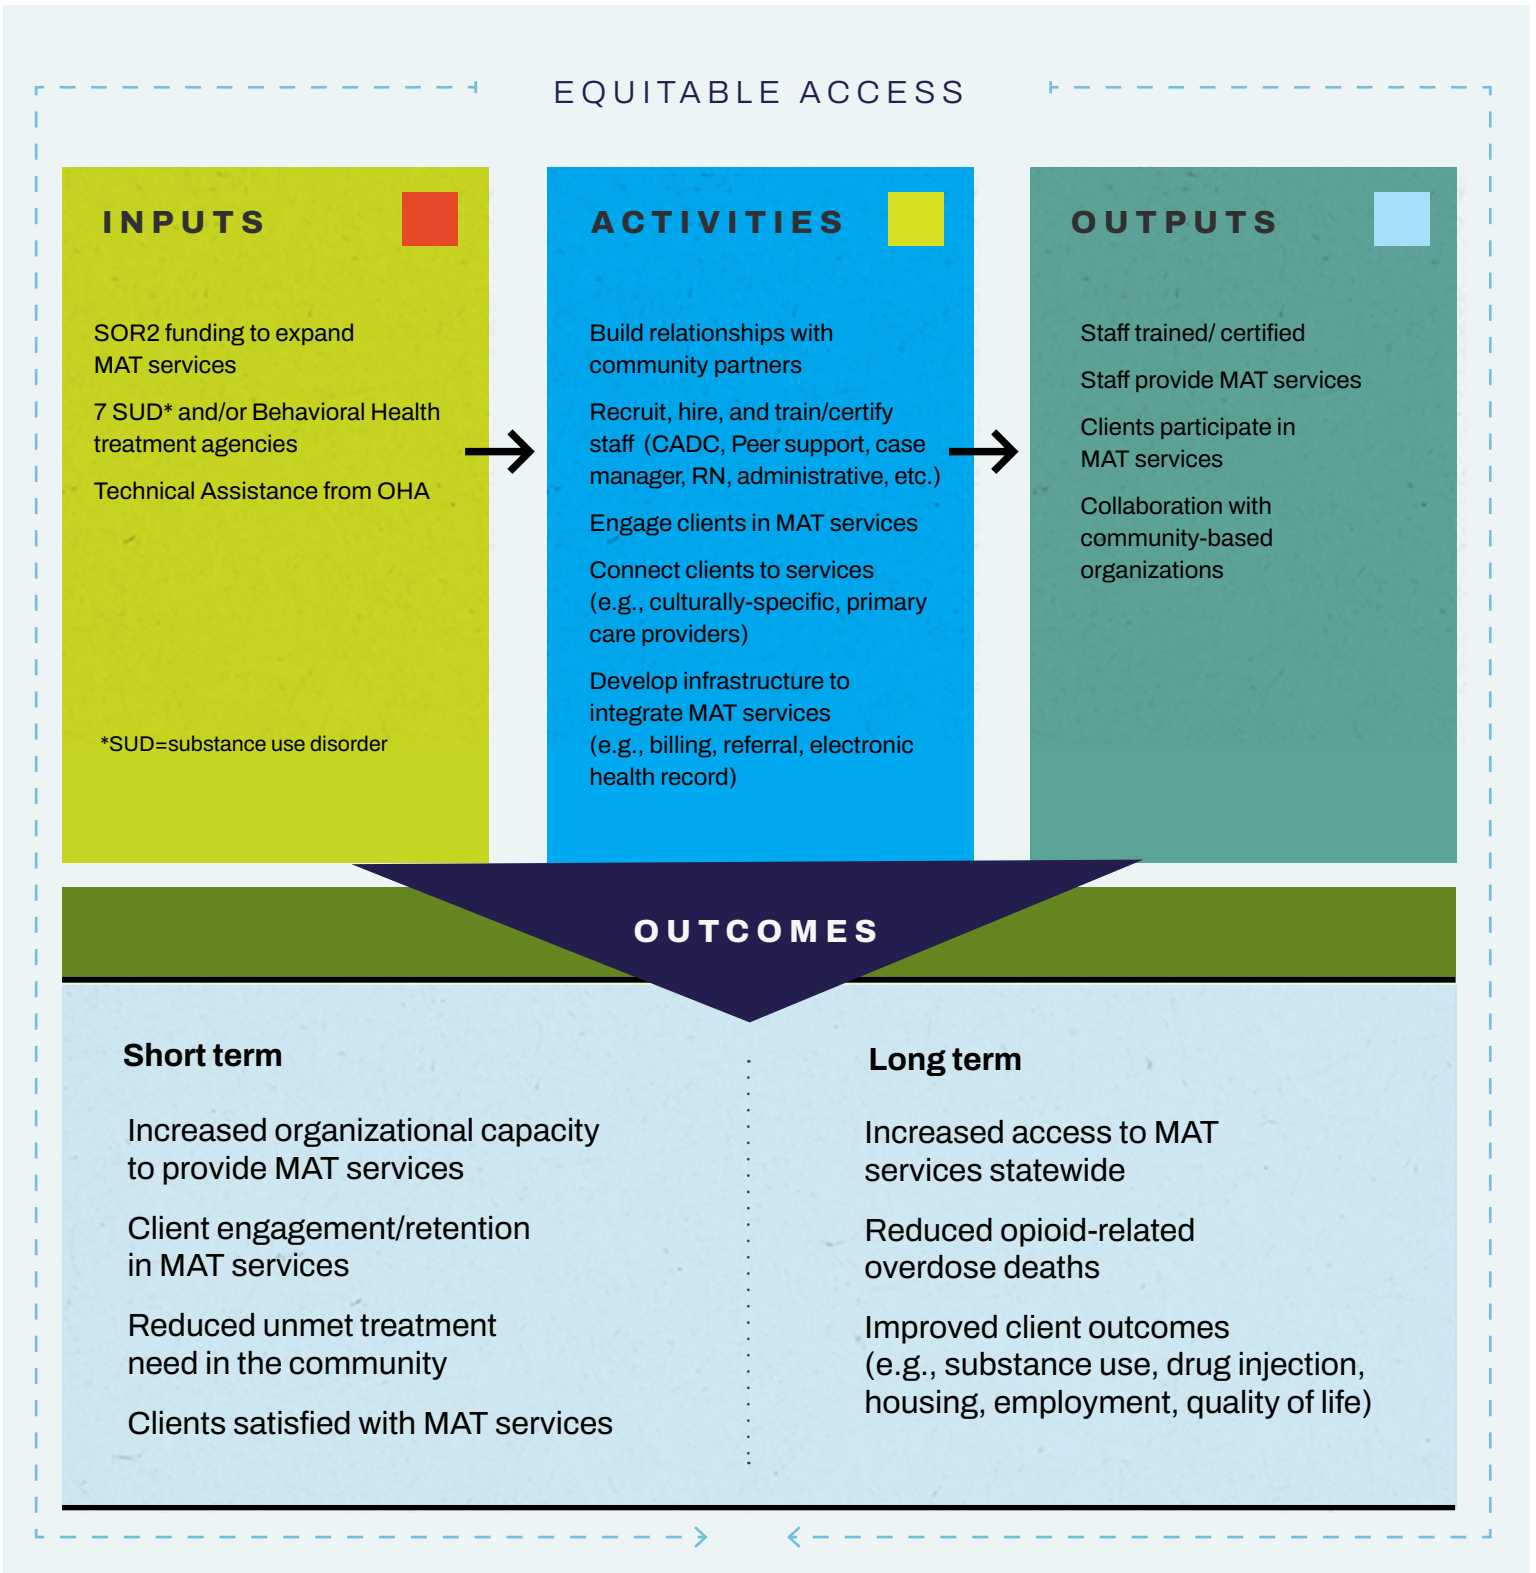 EQUITABLE ACCESS
INPUTS
SOR2 funding to expand
MAT services
7 SUD* and/or Behavioral Health
treatment agencies
Technical Assistance from OHA
*SUD=substance use disorder
ACTIVITIES
Build relationships with
community partners
Recruit, hire, and train/certify
staff (CADC, Peer support, case
manager, RN, administrative, etc.)
Engage clients in MAT services
Connect clients to services
(e.g., culturally-specific, primary
care providers)
Develop infrastructure to
integrate MAT services
(e.g., billing, referral, electronic
health record)
OUTPUTS
Staff trained/ certified
Staff provide MAT services
Clients participate in
MAT services
Collaboration with
community-based
organizations
OUTCOMES
Short term
Increased organizational capacity
to provide MAT services
Client engagement/retention
in MAT services
Reduced unmet treatment
need in the community
Clients satisfied with MAT services
Long term
Increased access to MAT
services statewide
Reduced opioid-related
overdose deaths
Improved client outcomes
(e.g., substance use, drug injection,
housing, employment, quality of life)